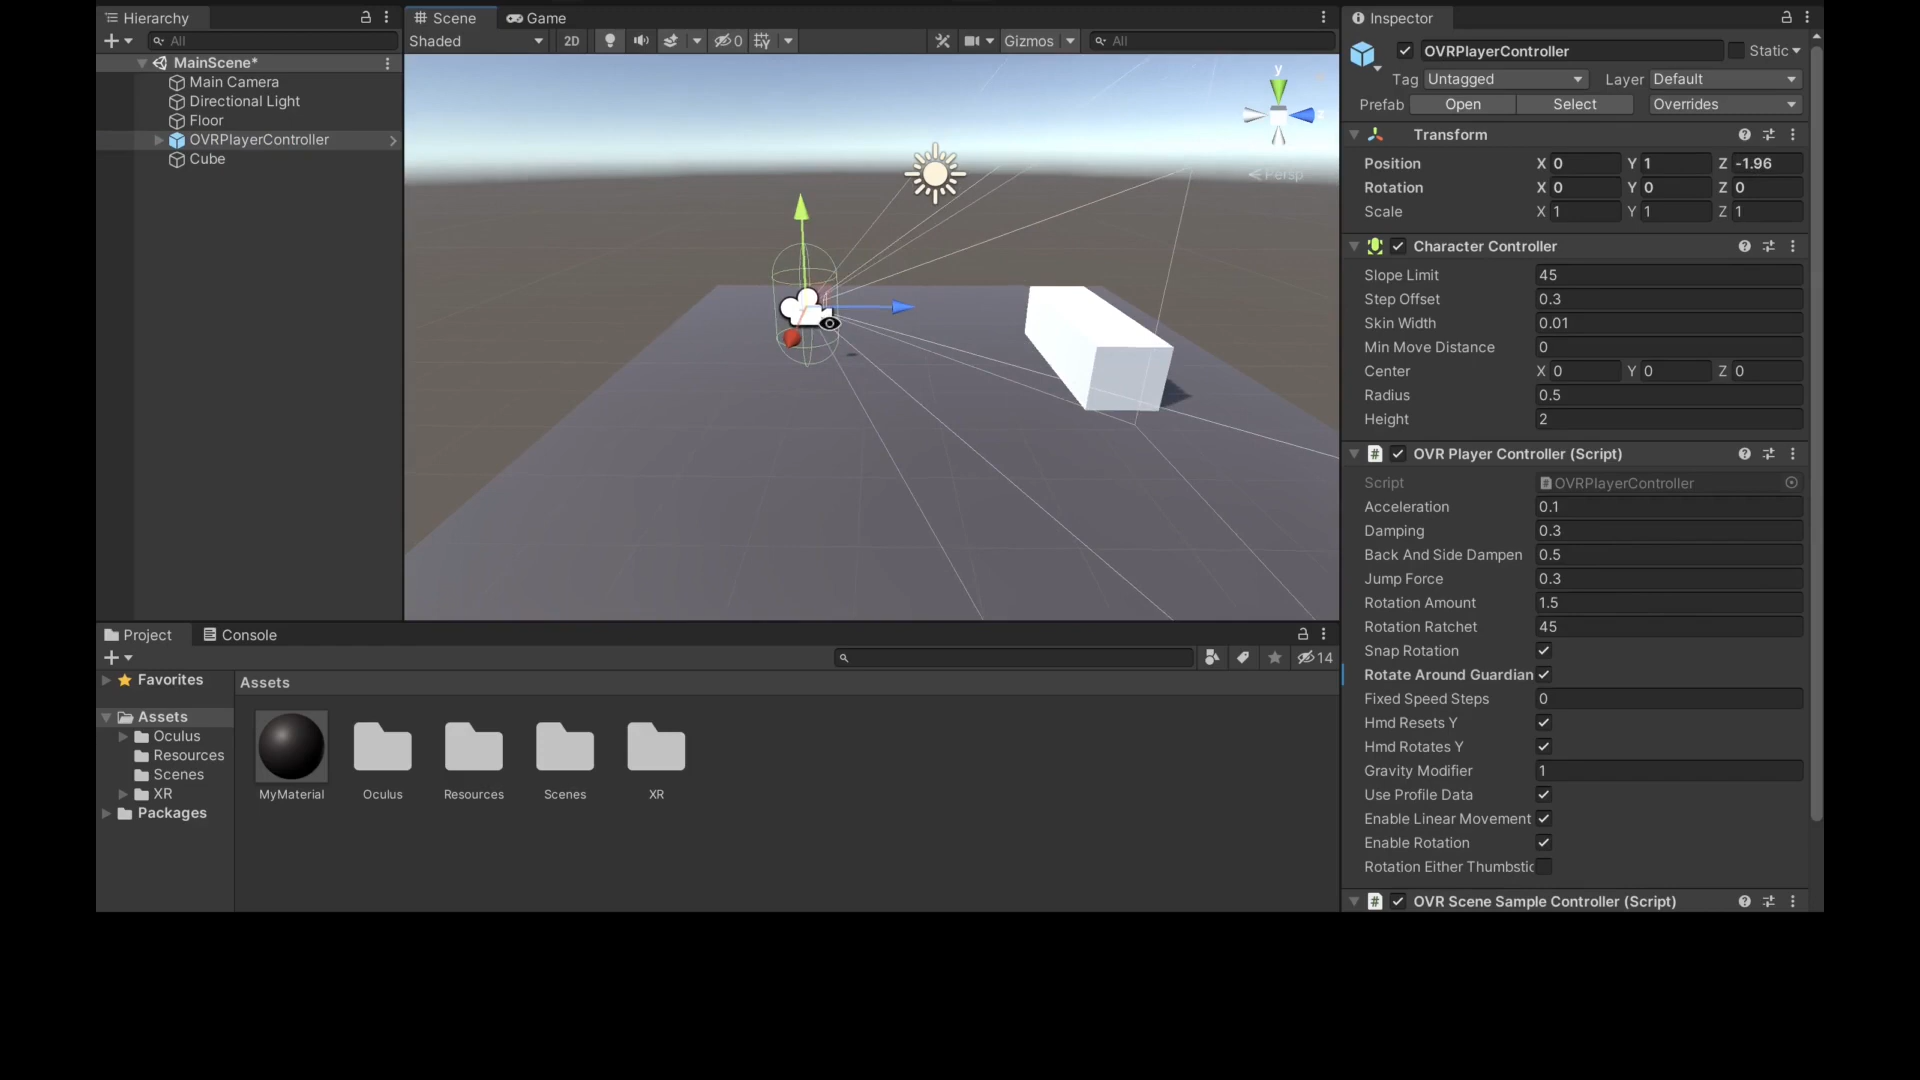 Hierarchy
All
MainScene*
Main Camera
Directional Light
Floor
OVRPlayerController
Cube
Scene Game
Shaded 2D 0 Gizmos All
y
z
Persp
Project Console
14
Favorites
Assets
Oculus
Resources
Scenes
XR
Packages
Assets
MyMaterial Oculus Resources Scenes XR
Inspector
OVRPlayerController Static
Tag Untagged Layer Default
Prefab Open Select Overrides
Transform
Position X 0 Y 1 Z -1.96
Rotation X 0 Y 0 Z 0
Scale X 1 Y 1 Z 1
Character Controller
Slope Limit 45
Step Offset 0.3
Skin Width 0.01
Min Move Distance 0
Center X 0 Y 0 Z 0
Radius 0.5
Height 2
# OVR Player Controller (Script)
Script # OVRPlayerController
Acceleration 0.1
Damping 0.3
Back And Side Dampen 0.5
Jump Force 0.3
Rotation Amount 1.5
Rotation Ratchet 45
Snap Rotation
Rotate Around Guardian
Fixed Speed Steps 0
Hmd Resets Y
Hmd Rotates Y
Gravity Modifier 1
Use Profile Data
Enable Linear Movement
Enable Rotation
Rotation Either Thumbstic
# OVR Scene Sample Controller (Script)